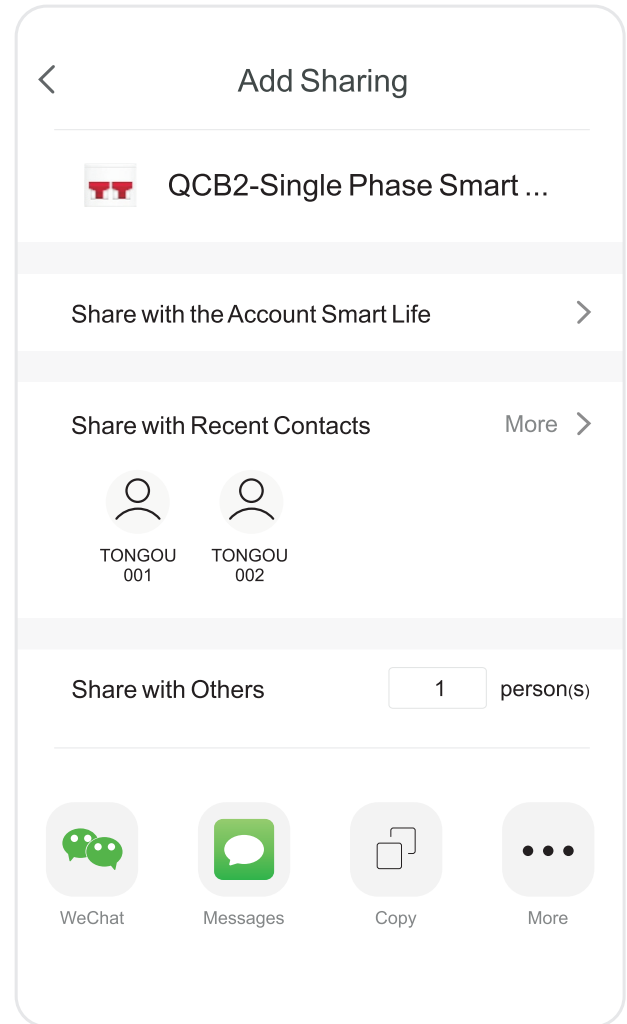 Add Sharing
QCB2-Single Phase Smart ...
Share with the Account Smart Life
Share with Recent Contacts More
TONGOU TONGOU
001 002
Share with Others 1 person(s)
WeChat Messages Copy More